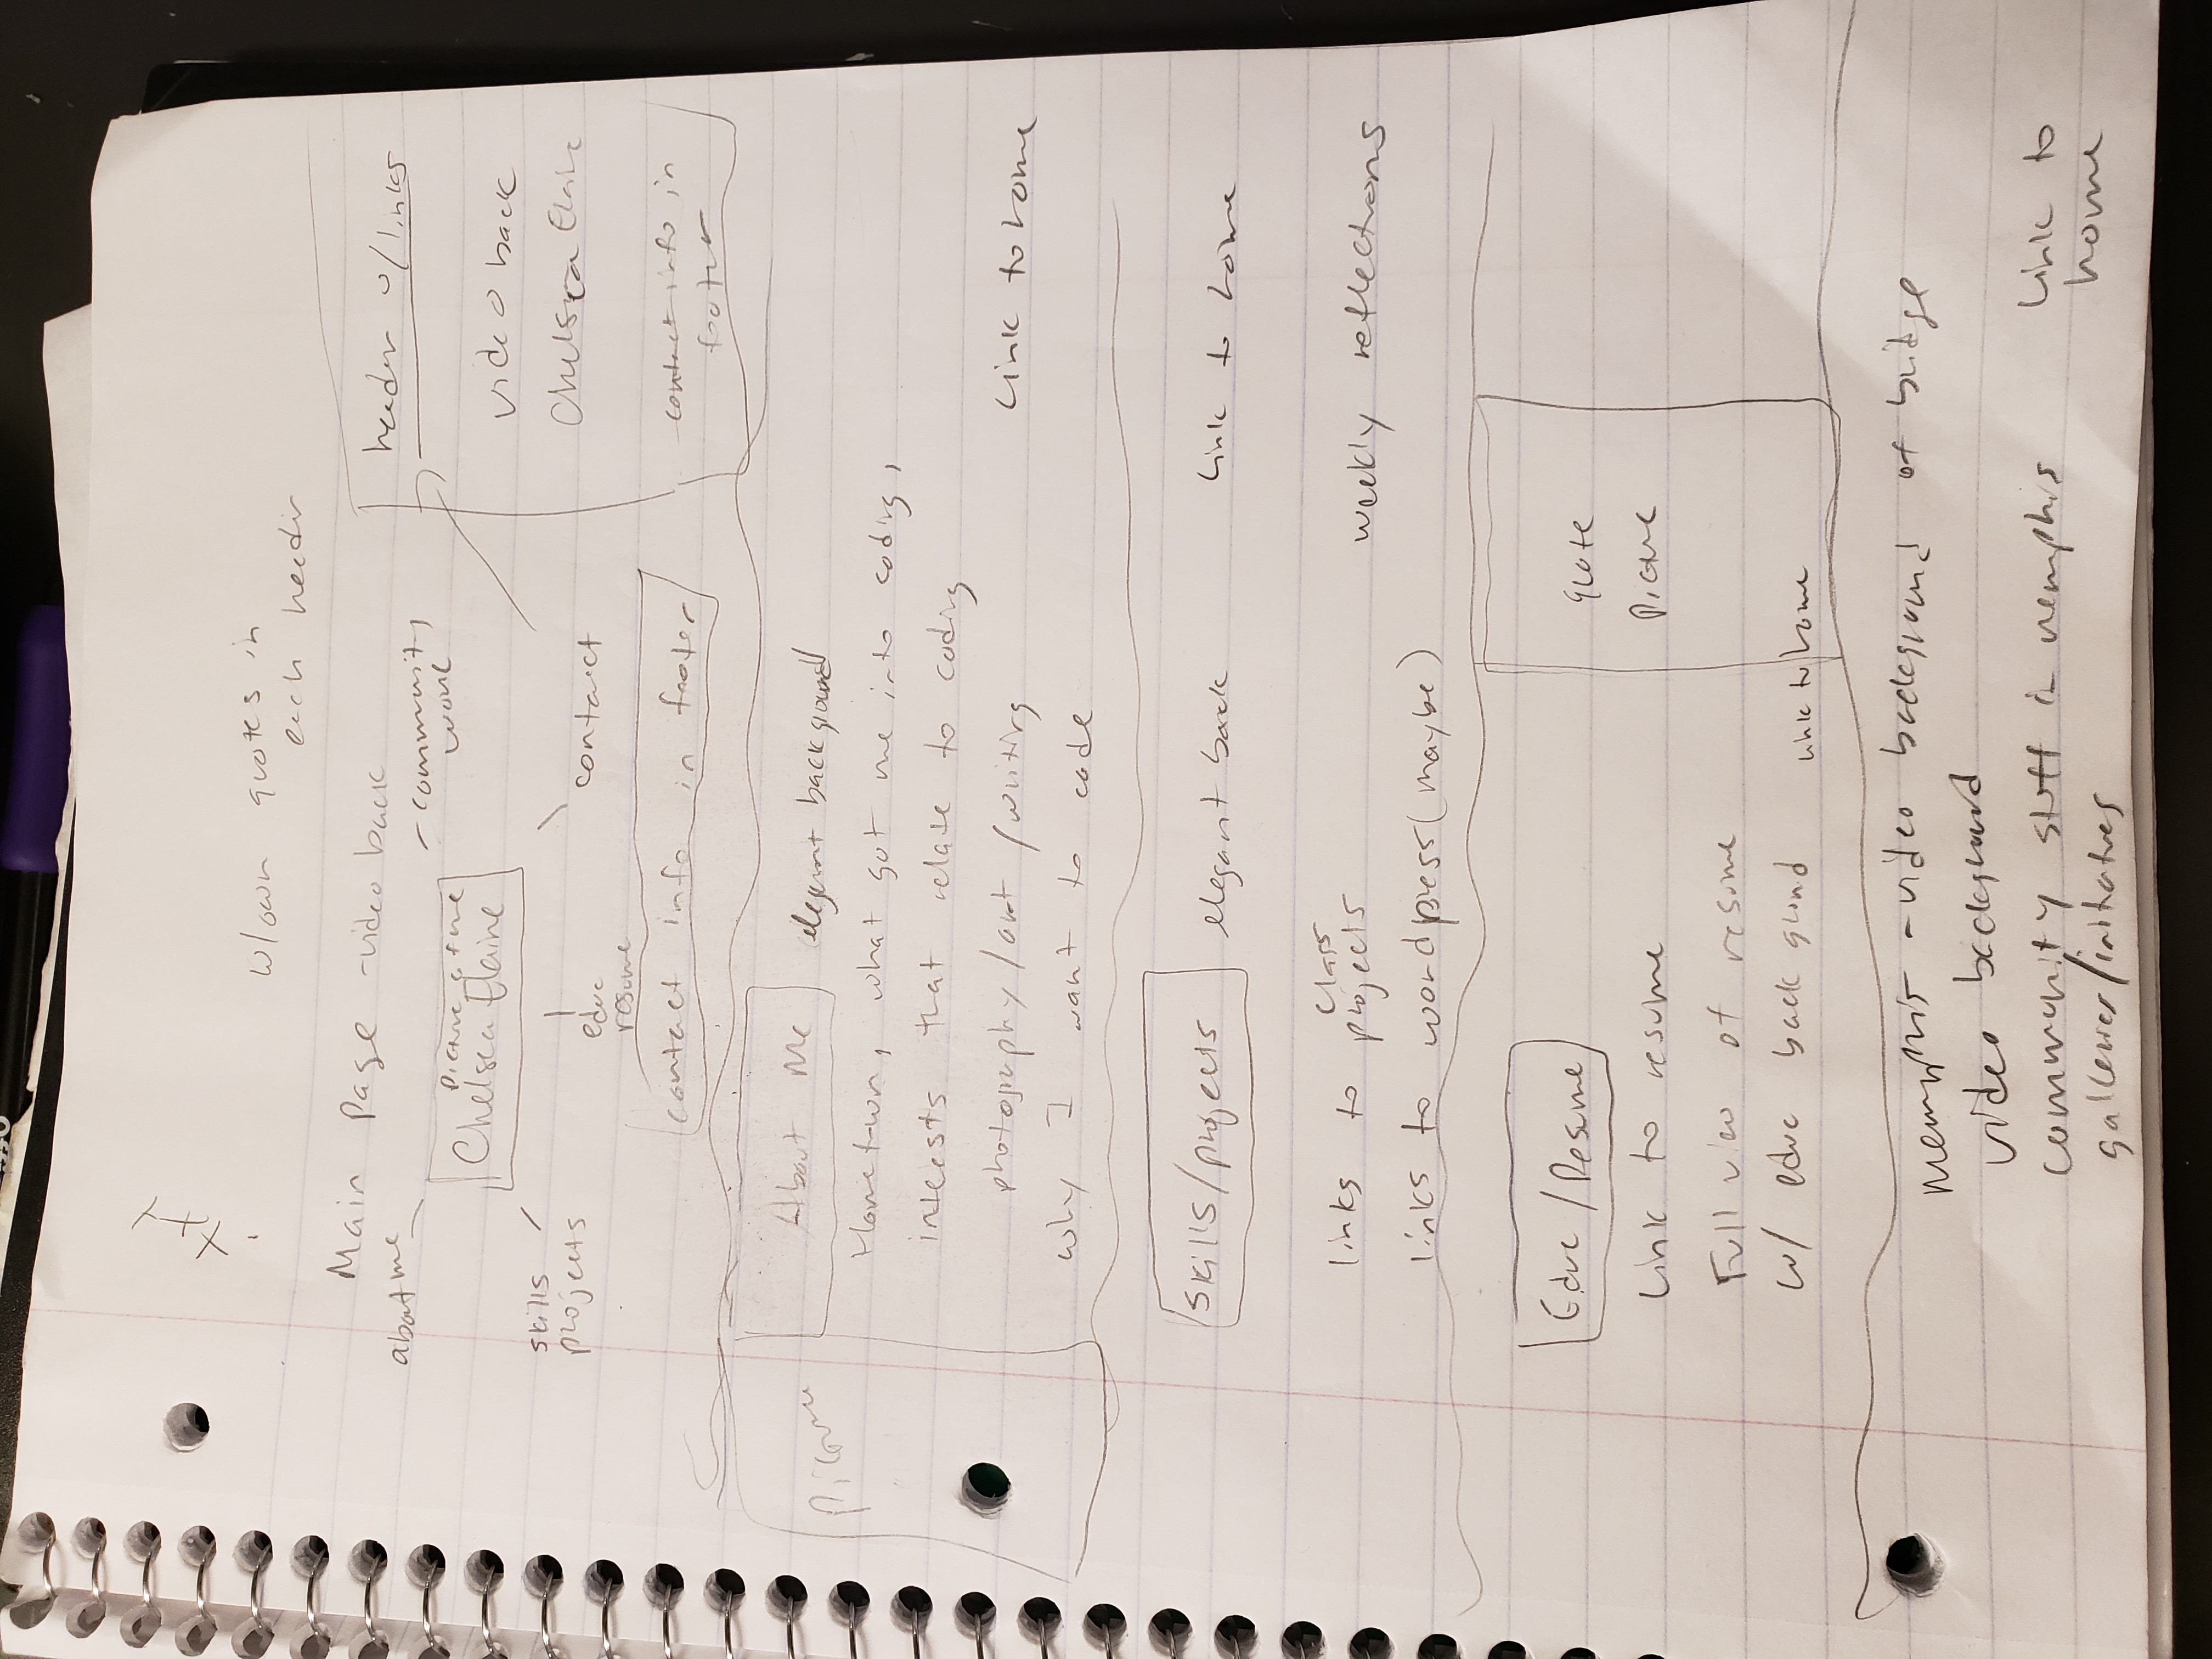 w/own quotes in
each header
Main Page - video back
header w/links
about me
community
work
picture of me
Chelsea Elaine
video back
Chelsea Elaine
skills
projects
educ
resume
contact
contact info in footer
contact info in
footer
Picture
About Me
elegant background
Hometown, what got me into coding,
interests that relate to coding
photography/art/writing
Link to home
why I want to code
Skills/projects
elegant back
Link to home
class
links to projects
weekly reflections
links to wordpress (maybe)
Educ/Resume
quote
Picture
Link to resume
Full view of resume
w/ educ background
Link to home
Memphis - video background of bridge
video background
community stuff in memphis
galleries/initiatives
Link to
home